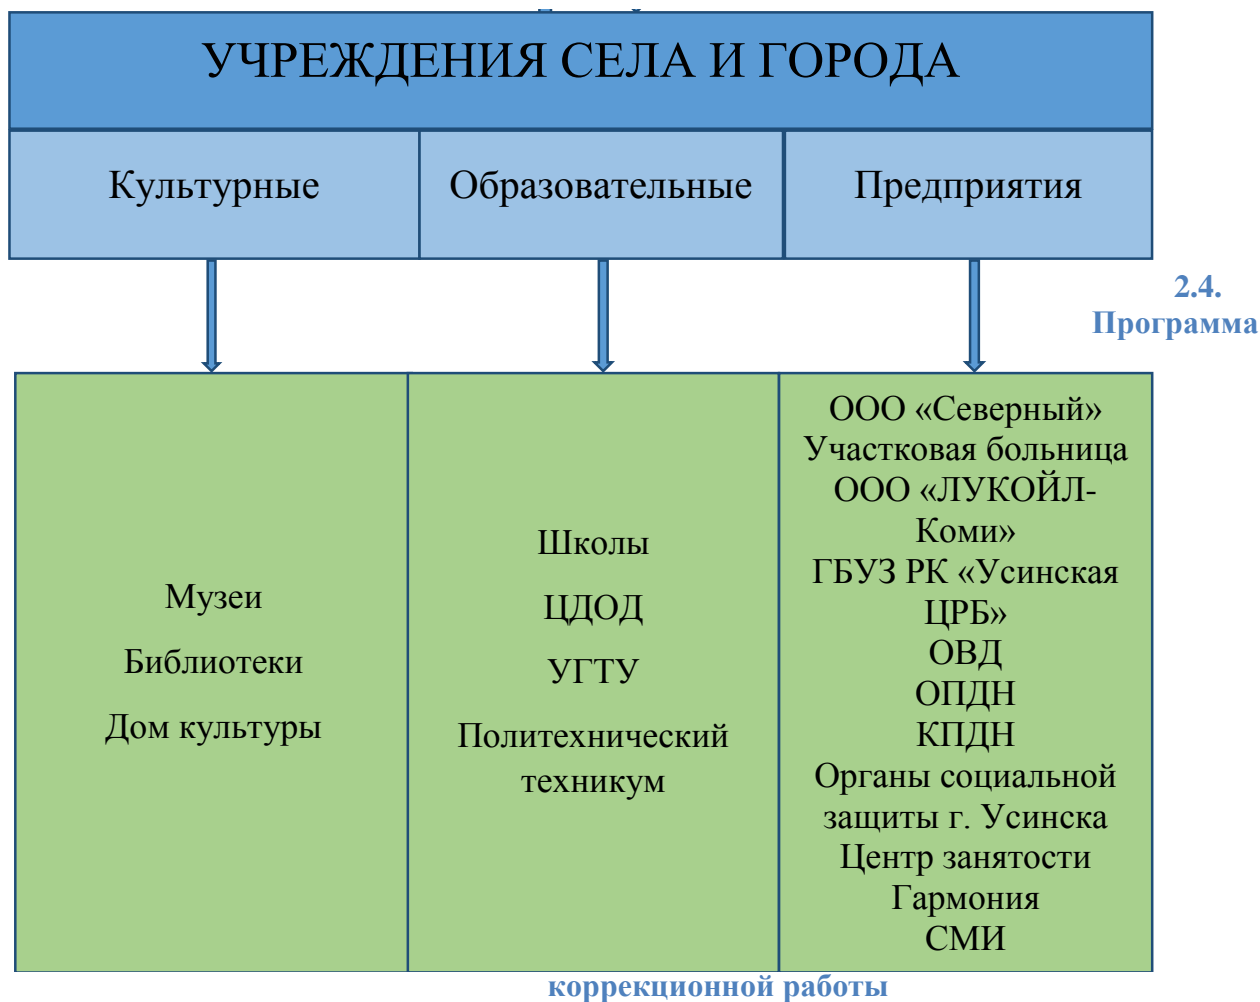 УЧРЕЖДЕНИЯ СЕЛА И ГОРОДА
Культурные
Образовательные
Предприятия
2.4.
Программа
Музеи
Библиотеки
Дом культуры
Школы
ЦДОД
УГТУ
Политехнический
техникум
ООО «Северный»
Участковая больница
ООО «ЛУКОЙЛ-
Коми»
ГБУЗ РК «Усинская
ЦРБ»
ОВД
ОПДН
КПДН
Органы социальной
защиты г. Усинска
Центр занятости
Гармония
СМИ
коррекционной работы